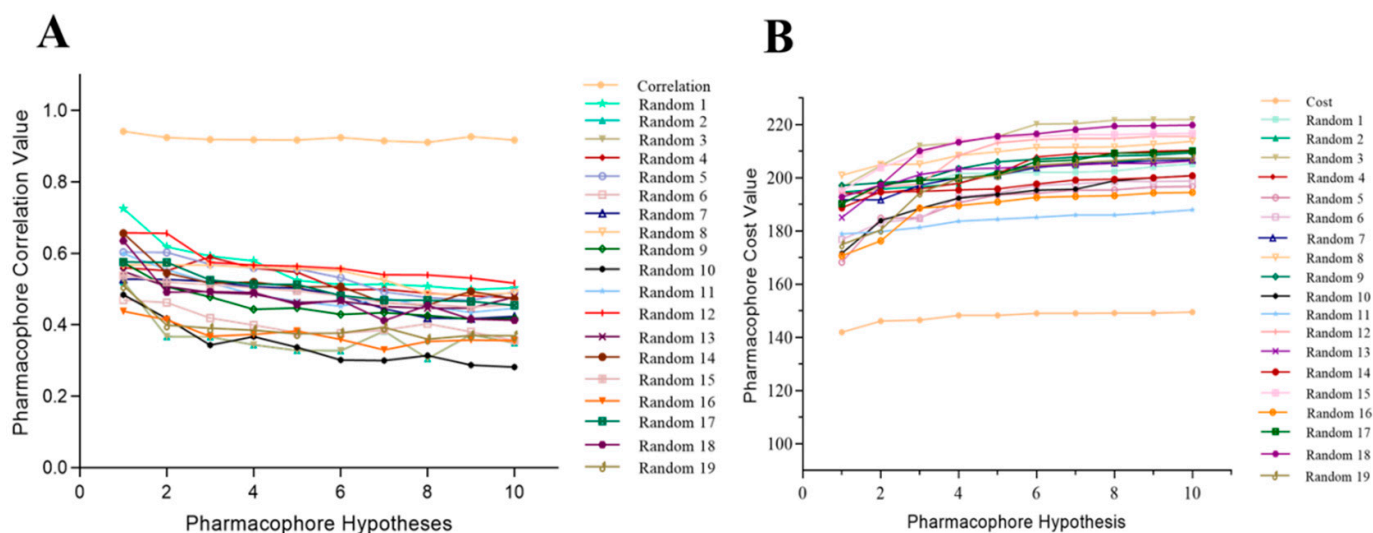 A
Pharmacophore Correlation Value
1.0
0.8
0.6
0.4
0.2
0.0
0
2
4
6
8
10
Pharmacophore Hypotheses
Correlation
Random 1
Random 2
Random 3
Random 4
Random 5
Random 6
Random 7
Random 8
Random 9
Random 10
Random 11
Random 12
Random 13
Random 14
Random 15
Random 16
Random 17
Random 18
Random 19
B
Pharmacophore Cost Value
220
200
180
160
140
120
100
0
2
4
6
8
10
Pharmacophore Hypothesis
Cost
Random 1
Random 2
Random 3
Random 4
Random 5
Random 6
Random 7
Random 8
Random 9
Random 10
Random 11
Random 12
Random 13
Random 14
Random 15
Random 16
Random 17
Random 18
Random 19